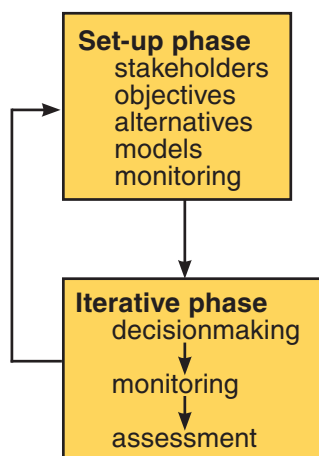 Set-up phase
stakeholders
objectives
alternatives
models
monitoring
Iterative phase
decisionmaking
monitoring
assessment